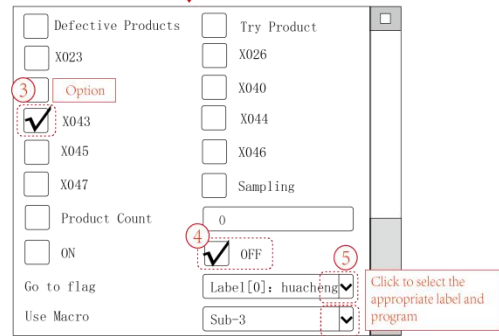 Defective Products Try Product
X023 X026
③ Option X040
X043 X044
X045 X046
X047 Sampling
Product Count 0
ON ④ OFF ⑤
Go to flag Label[0]: huacheng
Use Macro Sub-3
Click to select the
appropriate label and
program